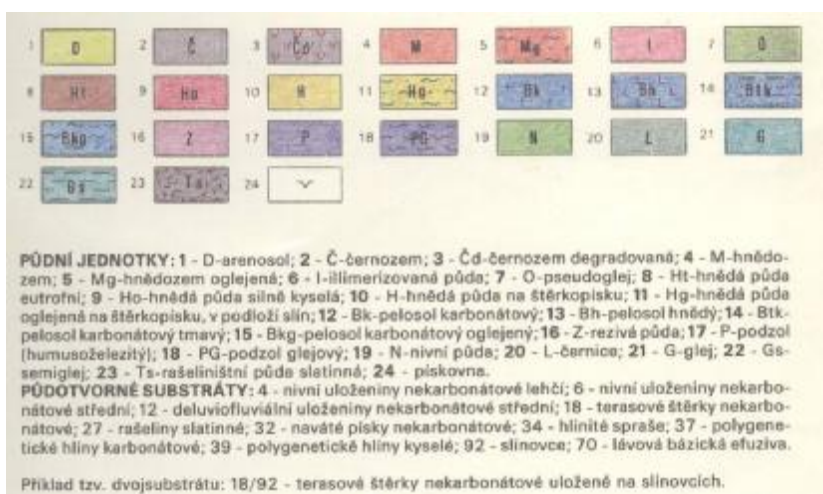 1 D 2 Č 3 Čd 4 M 5 Mg 6 I 7 O
8 Ht 9 Ho 10 H 11 Hg 12 Bk 13 Bh 14 Btk
15 Bkg 16 Z 17 P 18 PG 19 N 20 L 21 G
22 Gs 23 Ts 24
PŮDNÍ JEDNOTKY: 1 - D-arenosol; 2 - Č-černozem; 3 - Čd-černozem degradovaná; 4 - M-hnědo-
zem; 5 - Mg-hnědozem oglejená; 6 - I-illimerizovaná půda; 7 - O-pseudoglej; 8 - Ht-hnědá půda
eutrofní; 9 - Ho-hnědá půda silně kyselá; 10 - H-hnědá půda na štěrkopísku; 11 - Hg-hnědá půda
oglejená na štěrkopísku, v podloží slín; 12 - Bk-pelosol karbonátový; 13 - Bh-pelosol hnědý; 14 - Btk-
pelosol karbonátový tmavý; 15 - Bkg-pelosol karbonátový oglejený; 16 - Z-rezivá půda; 17 - P-podzol
(humusoželezitý); 18 - PG-podzol glejový; 19 - N-nivní půda; 20 - L-černice; 21 - G-glej; 22 - Gs-
semiglej; 23 - Ts-rašeliništní půda slatinná; 24 - pískovna.
PŮDOTVORNÉ SUBSTRÁTY: 4 - nivní uloženiny nekarbonátové lehčí; 6 - nivní uloženiny nekarbo-
nátové střední; 12 - deluviofluviální uloženiny nekarbonátové střední; 18 - terasové štěrky nekarbo-
nátové; 27 - rašeliny slatinné; 32 - naváté písky nekarbonátové; 34 - hlinité spraše; 37 - polygene-
tické hlíny karbonátové; 39 - polygenetické hlíny kyselé; 92 - slínovce; 70 - lávová bázická efuziva.
Příklad tzv. dvojsubstrátu: 18/92 - terasové štěrky nekarbonátové uložené na slínovcích.